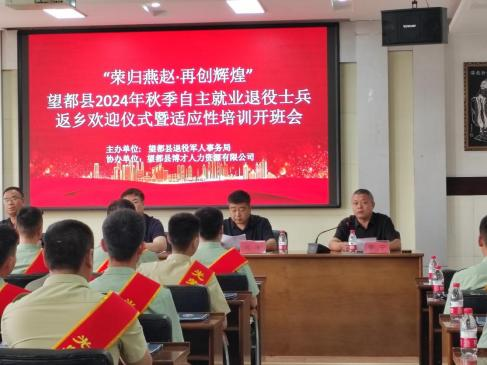 “荣归燕赵·再创辉煌”
望都县2024年秋季自主就业退役士兵
返乡欢迎仪式暨适应性培训开班会
主办单位：望都县退役军人事务局
协办单位：望都县博才人力资源有限公司